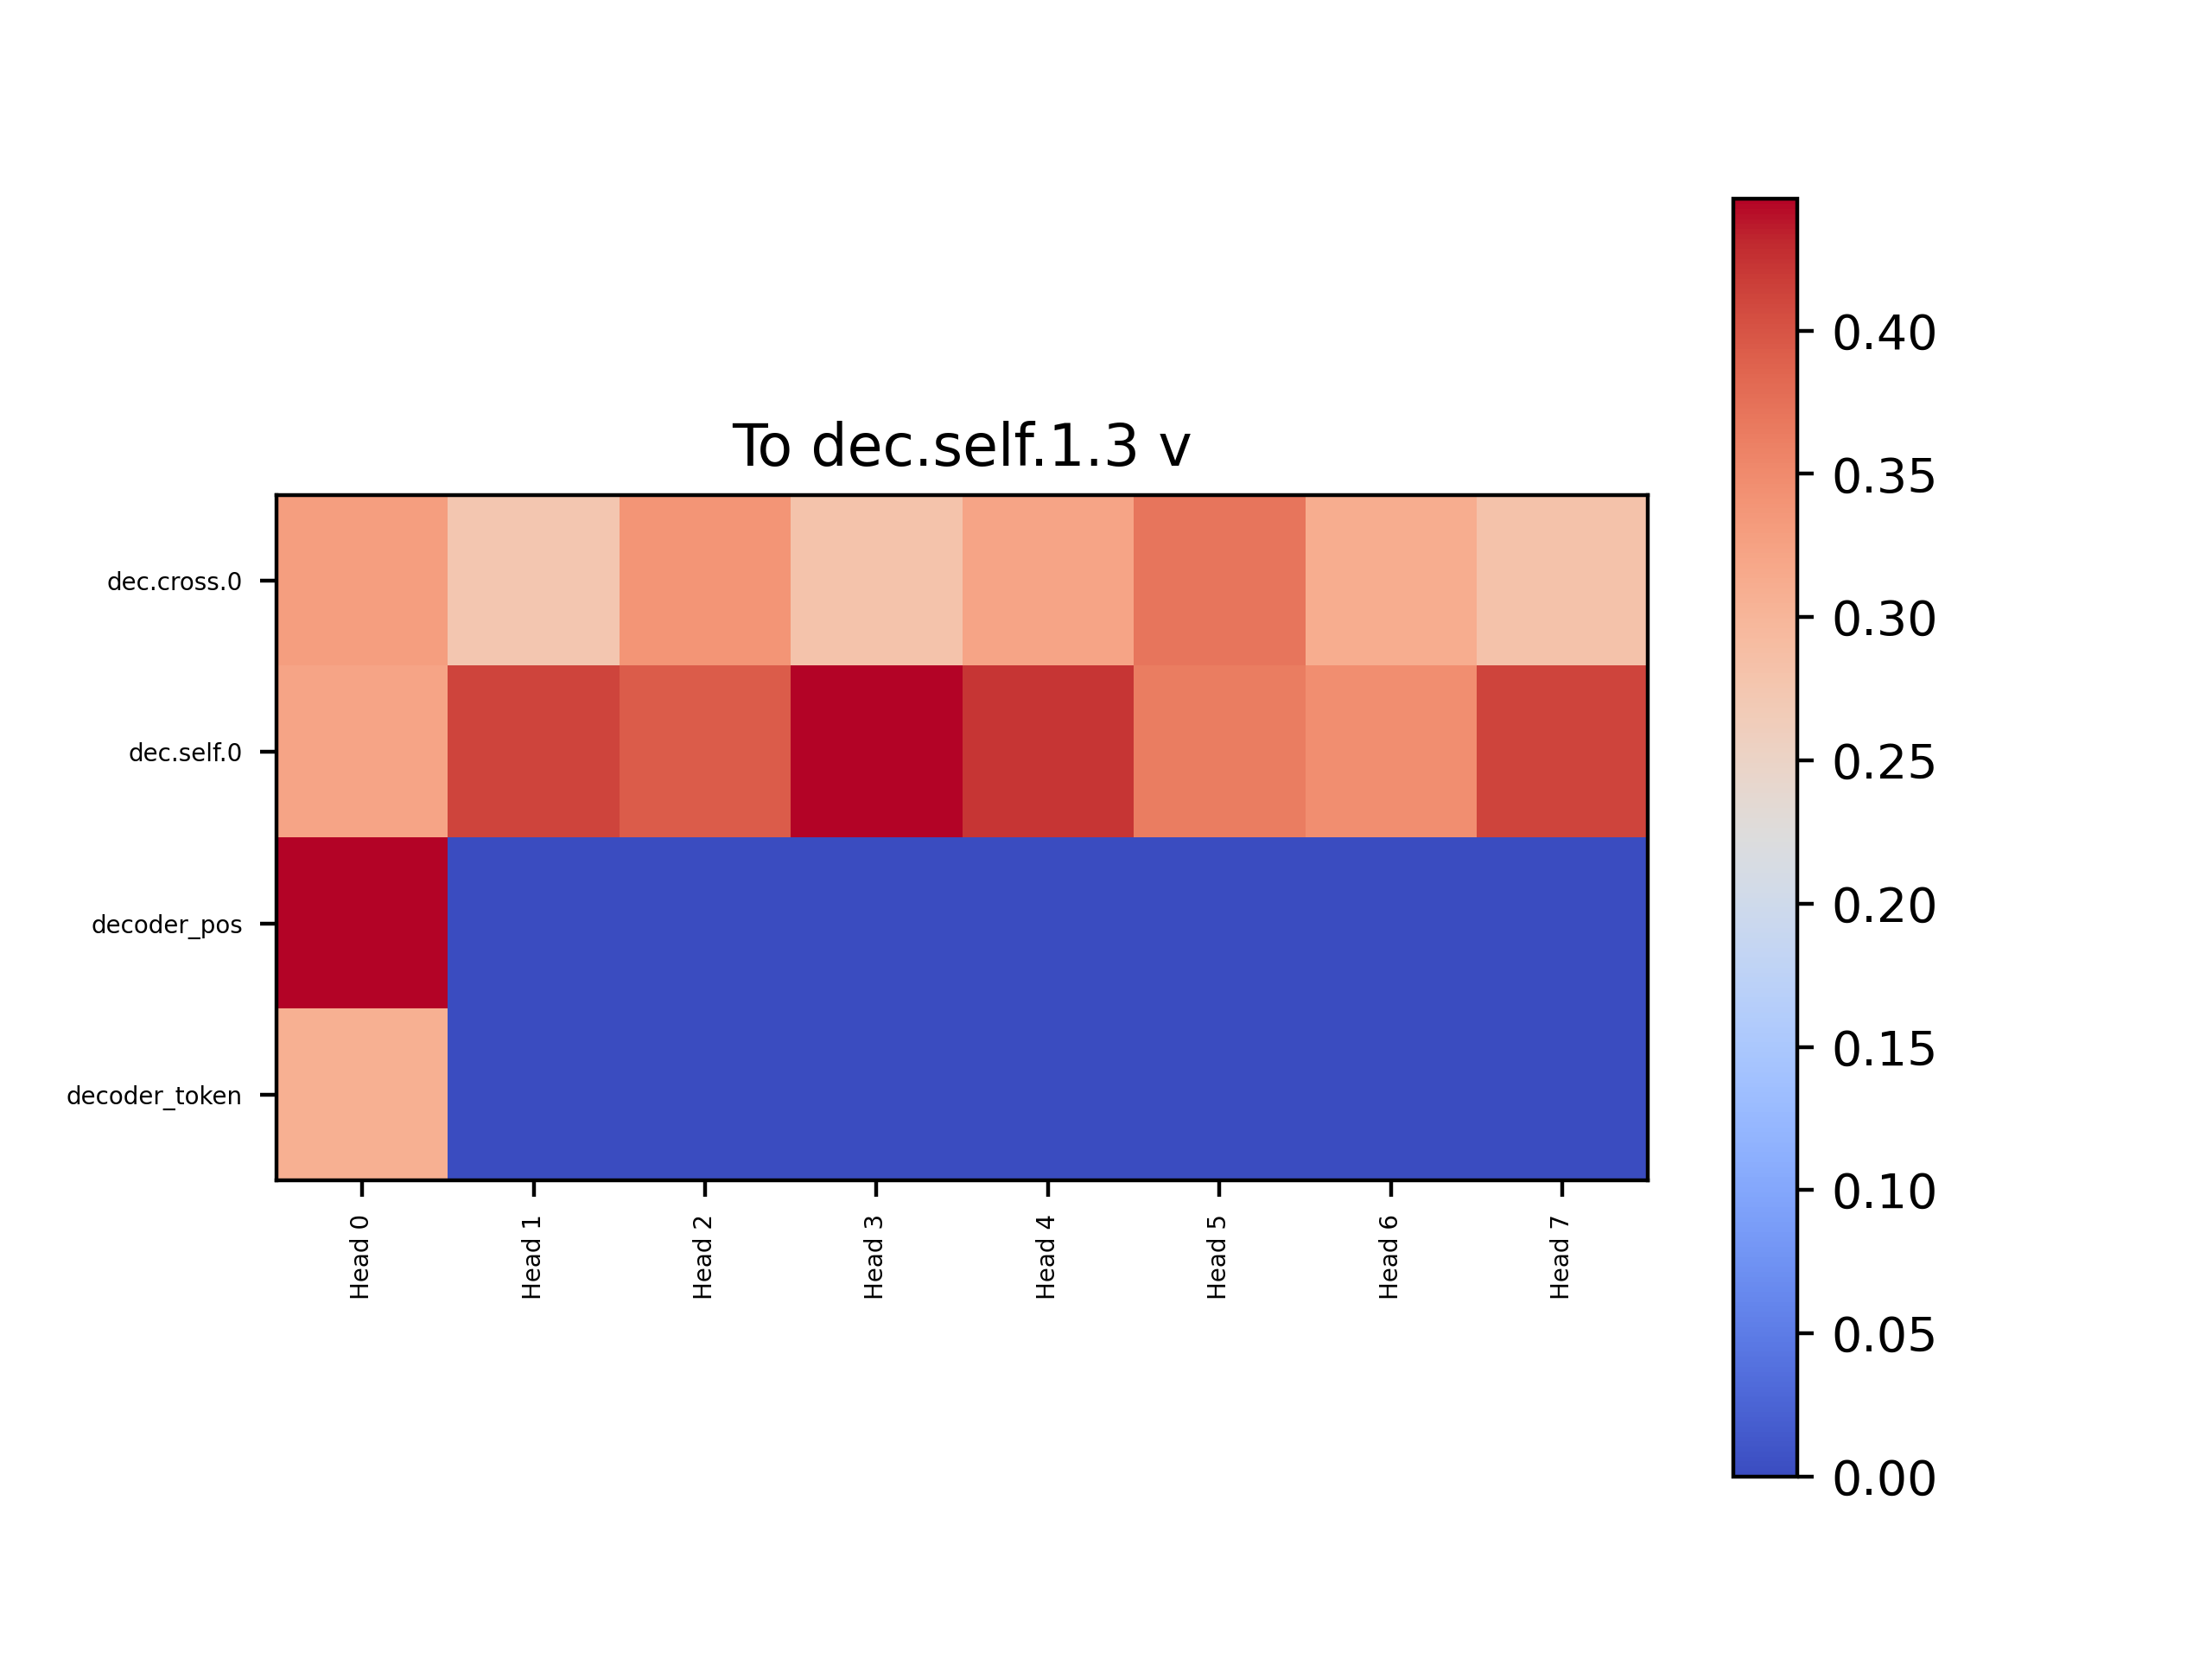 To dec.self.1.3 v
dec.cross.0
dec.self.0
decoder_pos
decoder_token
Head 0
Head 1
Head 2
Head 3
Head 4
Head 5
Head 6
Head 7
0.40
0.35
0.30
0.25
0.20
0.15
0.10
0.05
0.00